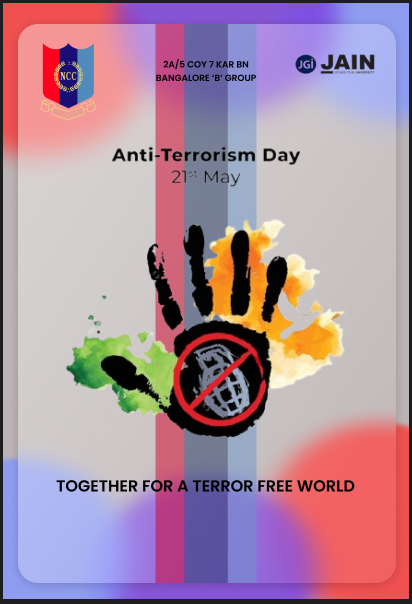 NCC
2A/5 COY 7 KAR BN
BANGALORE ‘B’ GROUP
JGi JAIN
Anti-Terrorism Day
21st May
TOGETHER FOR A TERROR FREE WORLD